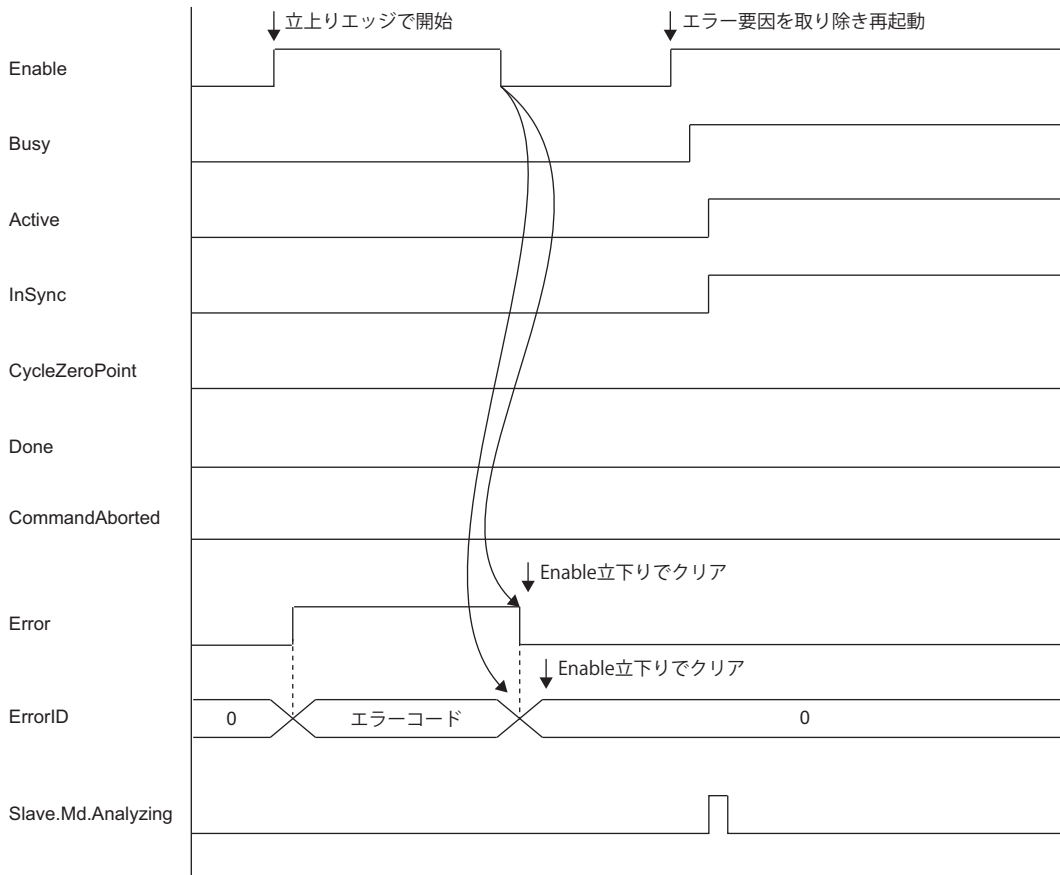 立上りエッジで開始
エラー要因を取り除き再起動
Enable
Busy
Active
InSync
CycleZeroPoint
Done
CommandAborted
Enable立下りでクリア
Error
Enable立下りでクリア
ErrorID
0
エラーコード
0
Slave.Md.Analyzing